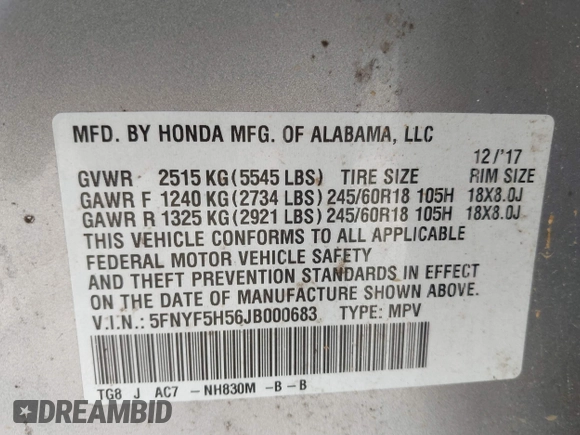 MFD. BY HONDA MFG. OF ALABAMA, LLC
12/'17
GVWR 2515 KG (5545 LBS) TIRE SIZE RIM SIZE
GAWR F 1240 KG (2734 LBS) 245/60R18 105H 18X8.0J
GAWR R 1325 KG (2921 LBS) 245/60R18 105H 18X8.0J
THIS VEHICLE CONFORMS TO ALL APPLICABLE
FEDERAL MOTOR VEHICLE SAFETY
AND THEFT PREVENTION STANDARDS IN EFFECT
ON THE DATE OF MANUFACTURE SHOWN ABOVE.
V.I.N.: 5FNYF5H56JB000683 TYPE: MPV
TG8 J AC7 -NH830M -B-B
DREAMBID